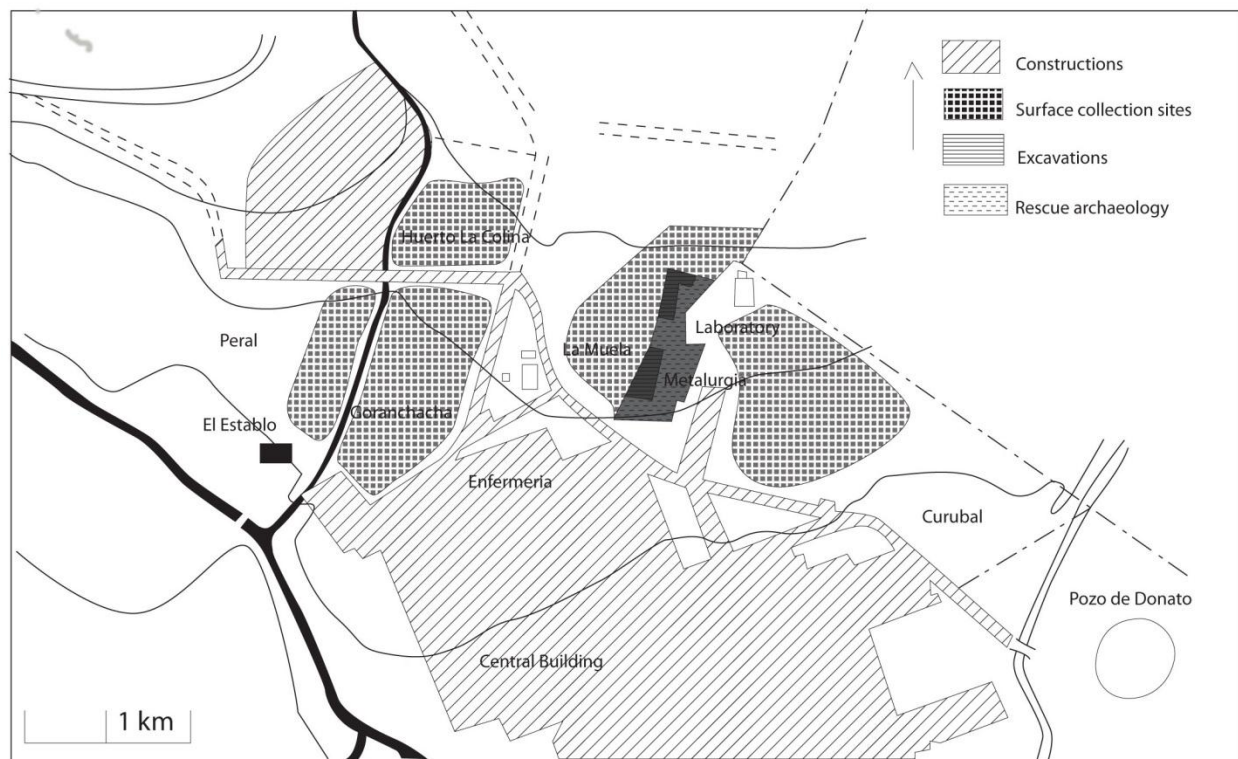 Constructions
Surface collection sites
Excavations
Rescue archaeology
Huerto La Colina
Peral
La Muela
Laboratory
Metalurgia
El Establo
Goranchacha
Enfermeria
Curubal
Pozo de Donato
Central Building
1 km